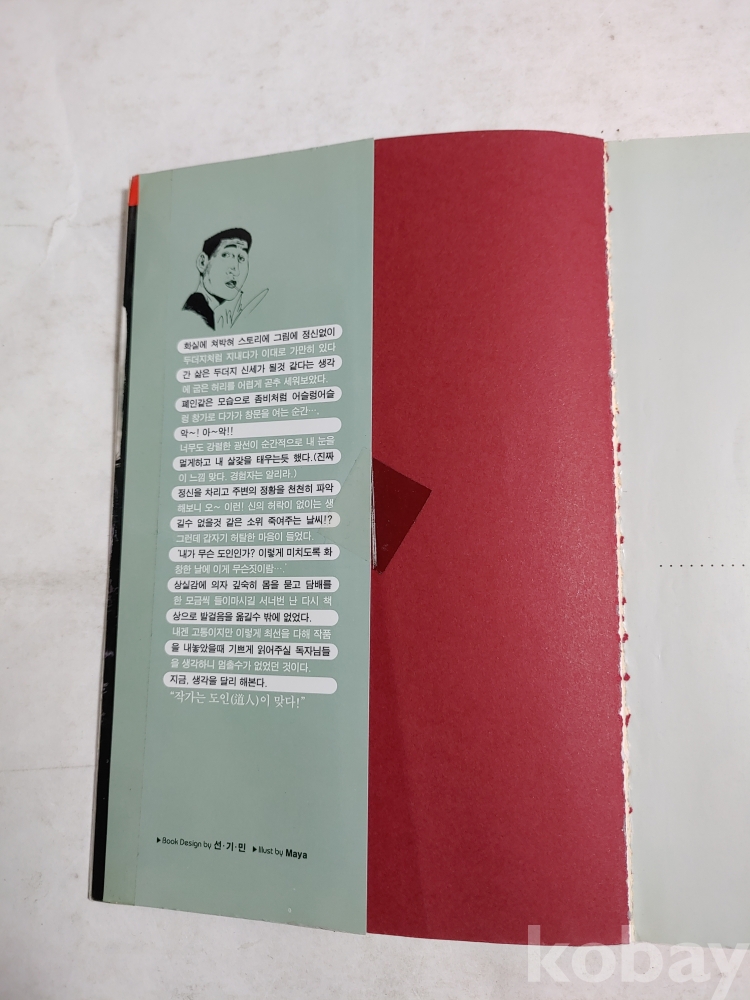 화실에 쳐박혀 스토리에 그림에 정신없이
두더지처럼 지내다가 이대로 가만히 있다
간 삶은 두더지 신세가 될것 같다는 생각
에 굽은 허리를 어렵게 곧추 세워보았다.
폐인같은 모습으로 좀비처럼 어슬렁어슬
렁 창가로 다가가 창문을 여는 순간….
악~! 아~악!!
너무도 강렬한 광선이 순간적으로 내 눈을
멀게하고 내 살갗을 태우는듯 했다.(진짜
이 느낌 맞다. 경험자는 알리라.)
정신을 차리고 주변의 정황을 천천히 파악
해보니 오~ 이런! 신의 허락이 없이는 생
길수 없을것 같은 소위 죽여주는 날씨!?
그런데 갑자기 허탈한 마음이 들었다.
'내가 무슨 도인인가? 이렇게 미치도록 화
창한 날에 이게 무슨짓이람….'
상실감에 의자 깊숙히 몸을 묻고 담배를
한 모금씩 들이마시길 서너번 난 다시 책
상으로 발걸음을 옮길수 밖에 없었다.
내겐 고통이지만 이렇게 최선을 다해 작품
을 내놓았을때 기쁘게 읽어주실 독자님들
을 생각하니 멈출수가 없었던 것이다.
지금, 생각을 달리 해본다.
"작가는 도인(道人)이 맞다!"
▶Book Design by 선·기·민 ▶Illust by Maya
kobay